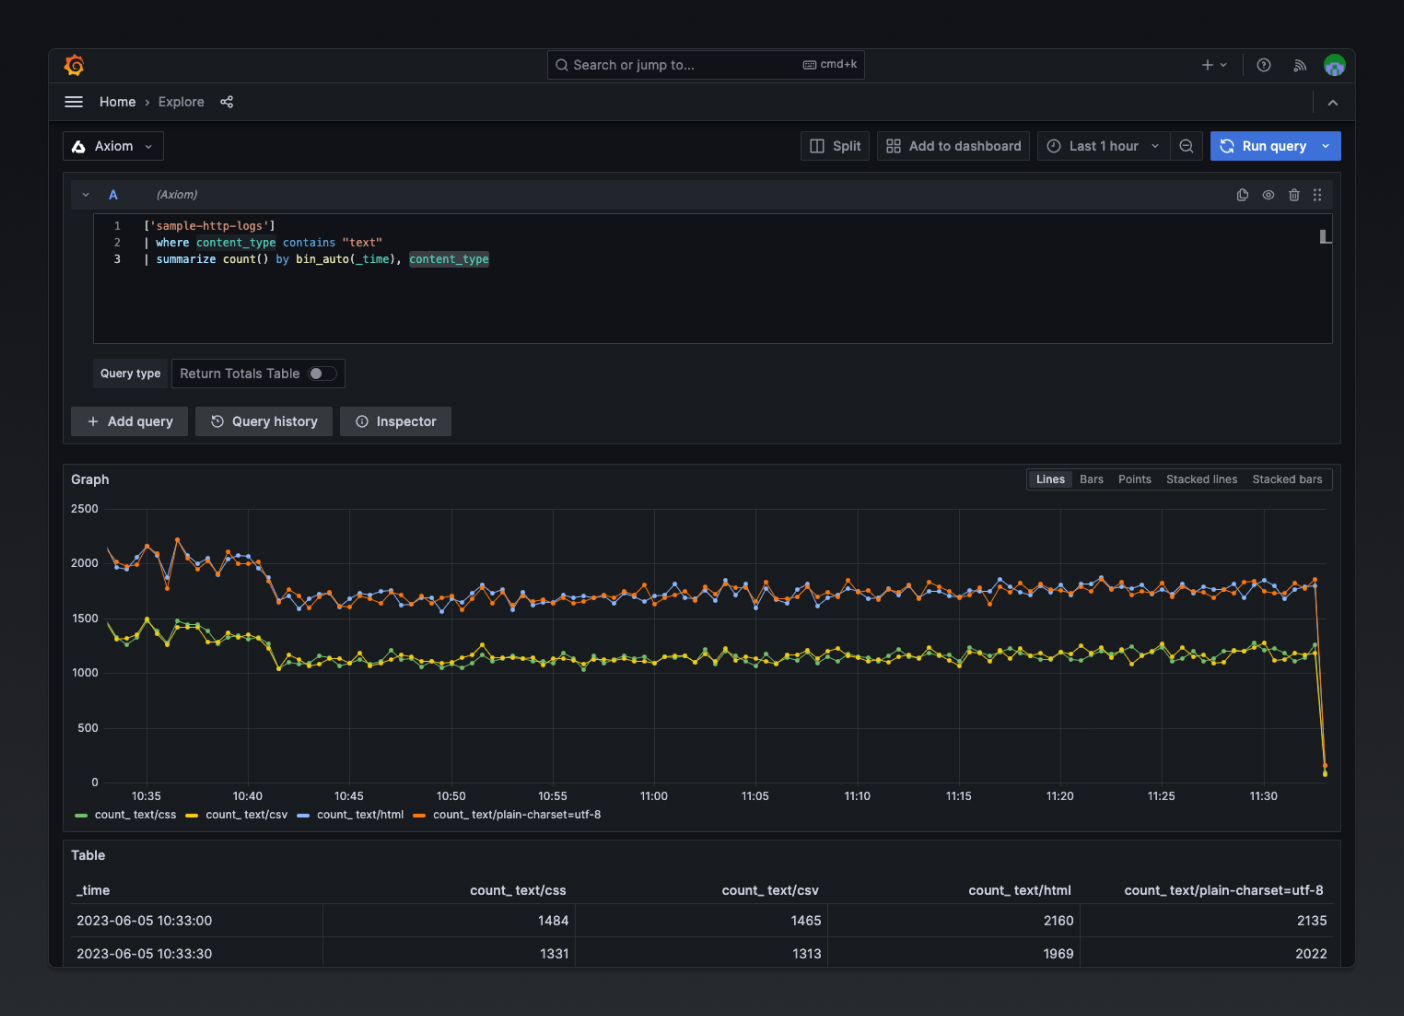 Search or jump to... cmd+k
Home › Explore
Axiom Split Add to dashboard Last 1 hour Run query
A (Axiom)
1 ['sample-http-logs']
2 | where content_type contains "text"
3 | summarize count() by bin_auto(_time), content_type
Query type Return Totals Table
+ Add query Query history Inspector
Graph Lines Bars Points Stacked lines Stacked bars
2500
2000
1500
1000
500
0
10:35 10:40 10:45 10:50 10:55 11:00 11:05 11:10 11:15 11:20 11:25 11:30
count_ text/css count_ text/csv count_ text/html count_ text/plain-charset=utf-8
Table
_time count_ text/css count_ text/csv count_ text/html count_ text/plain-charset=utf-8
2023-06-05 10:33:00 1484 1465 2160 2135
2023-06-05 10:33:30 1331 1313 1969 2022